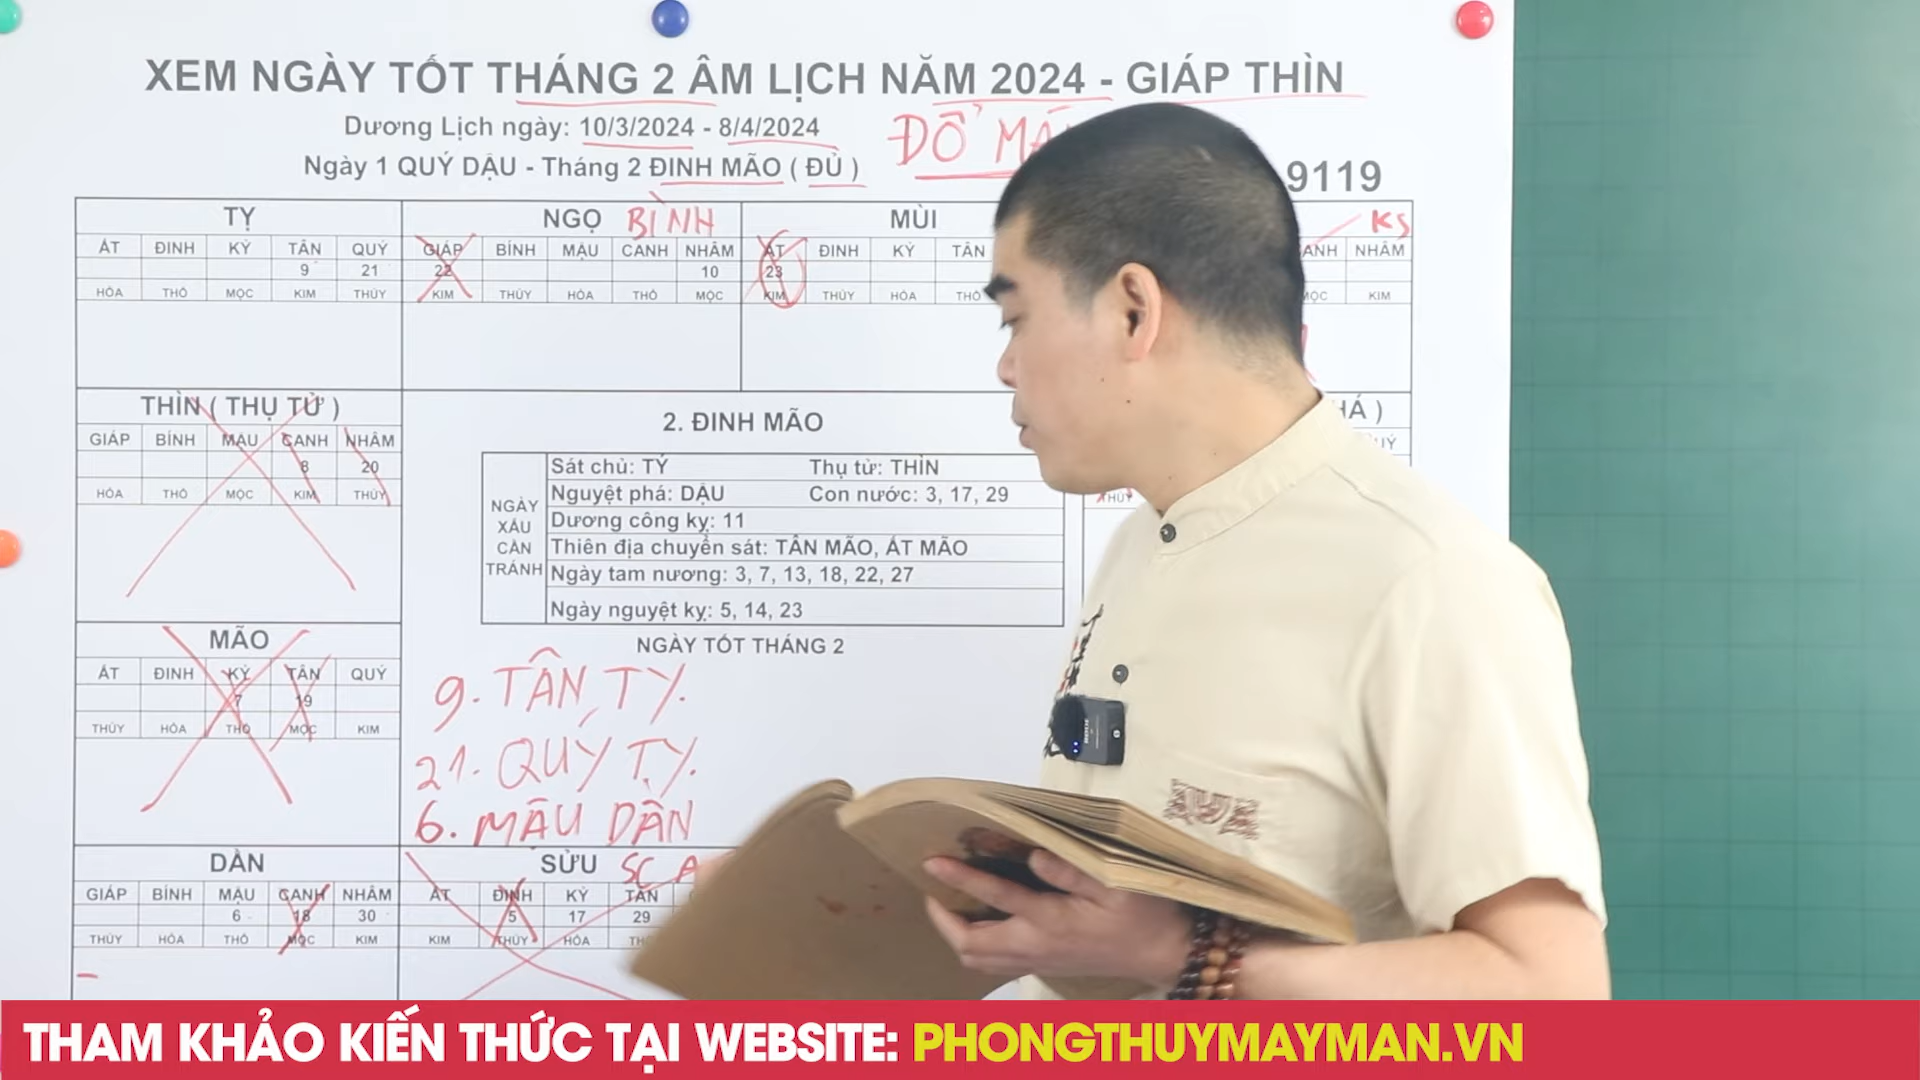 XEM NGÀY TỐT THÁNG 2 ÂM LỊCH NĂM 2024 - GIÁP THÌN
Dương Lịch ngày: 10/3/2024 - 8/4/2024
ĐỔ
Ngày 1 QUÝ DẬU - Tháng 2 ĐINH MÃO ( ĐỦ )
9119
TỴ
ẤT ĐINH KỶ TÂN QUÝ
9 21
HỎA THỔ MỘC KIM THỦY
NGỌ BÌNH
GIÁP BÍNH MẬU CANH NHÂM
22 10
KIM THỦY HỎA THỔ MỘC
MÙI
ẤT ĐINH KỶ TÂN
23
KIM THỦY HỎA THỔ
KS
NHÂM
KIM
THÌN ( THỤ TỬ )
GIÁP BÍNH MẬU CANH NHÂM
8 20
HỎA THỔ MỘC KIM THỦY
2. ĐINH MÃO
NGÀY XẤU CẦN TRÁNH
Sát chủ: TÝ Thụ tử: THÌN
Nguyệt phá: DẬU Con nước: 3, 17, 29
Dương công kỵ: 11
Thiên địa chuyển sát: TÂN MÃO, ẤT MÃO
Ngày tam nương: 3, 7, 13, 18, 22, 27
Ngày nguyệt kỵ: 5, 14, 23
NGÀY TỐT THÁNG 2
THỦY
MÃO
ẤT ĐINH KỶ TÂN QUÝ
7 19
THỦY HỎA THỔ MỘC KIM
9. TÂN TỴ.
21. QUÝ TỴ.
6. MẬU DẦN
DẦN
GIÁP BÍNH MẬU CANH NHÂM
6 18 30
THỦY HỎA THỔ MỘC KIM
SỬU
ẤT ĐINH KỶ TÂN
5 17 29
KIM THỦY HỎA
THAM KHẢO KIẾN THỨC TẠI WEBSITE: PHONGTHUYMAYMAN.VN